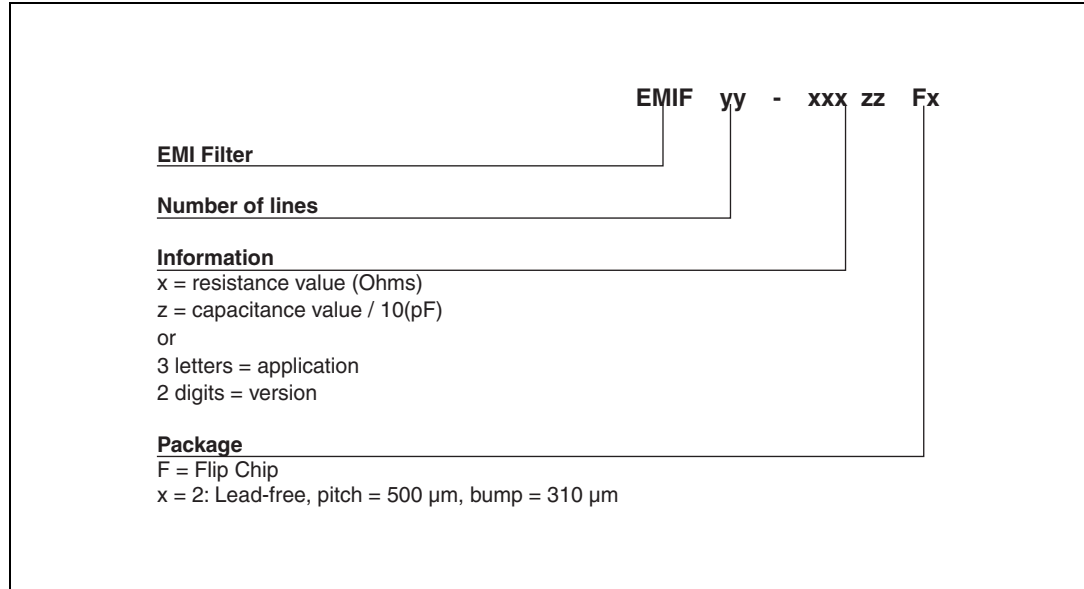 EMIF yy - xxx zz Fx
EMI Filter
Number of lines
Information
x = resistance value (Ohms)
z = capacitance value / 10(pF)
or
3 letters = application
2 digits = version
Package
F = Flip Chip
x = 2: Lead-free, pitch = 500 µm, bump = 310 µm